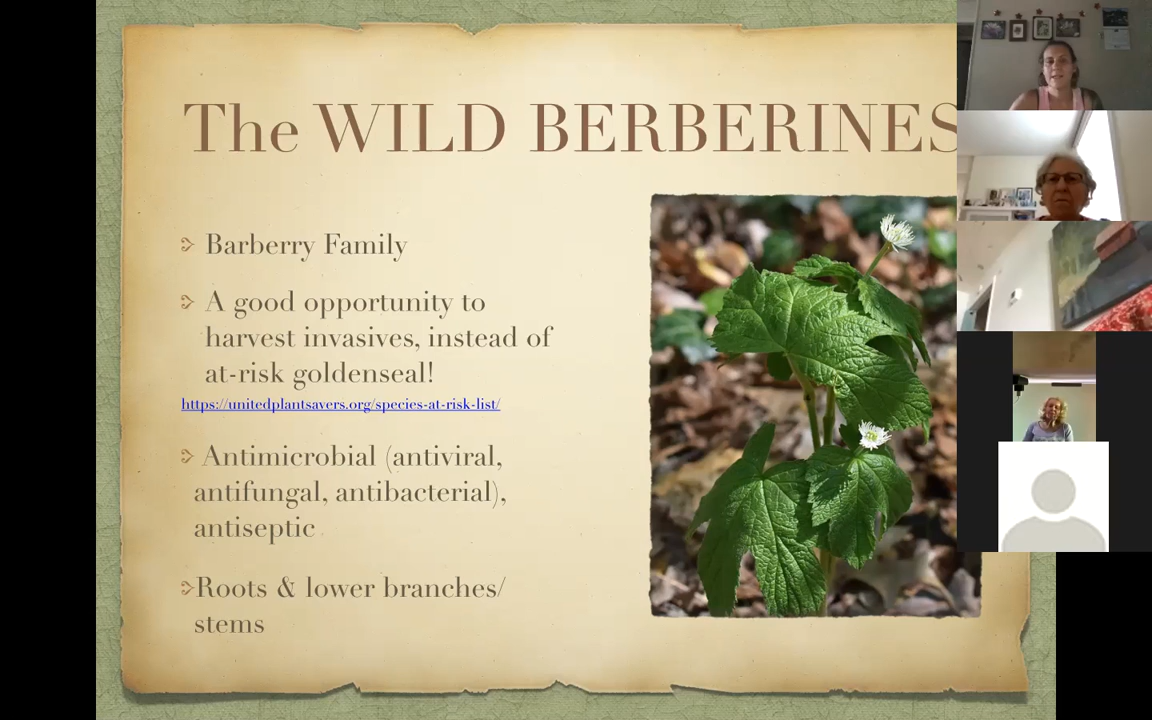 The WILD BERBERINES
Barberry Family
A good opportunity to
harvest invasives, instead of
at-risk goldenseal!
https://unitedplantsavers.org/species-at-risk-list/
Antimicrobial (antiviral,
antifungal, antibacterial),
antiseptic
Roots & lower branches/
stems